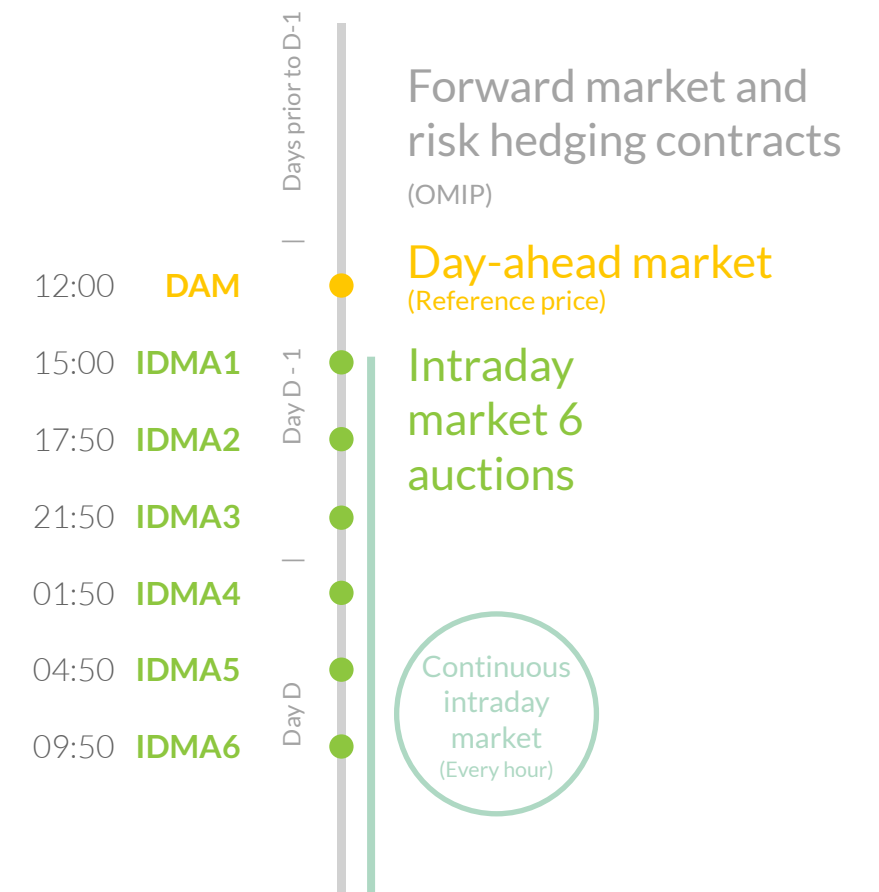 Days prior to D-1
Forward market and
risk hedging contracts
(OMIP)
12:00 DAM
Day-ahead market
(Reference price)
Day D - 1
15:00 IDMA1
17:50 IDMA2
21:50 IDMA3
Intraday
market 6
auctions
Day D
01:50 IDMA4
04:50 IDMA5
09:50 IDMA6
Continuous
intraday
market
(Every hour)